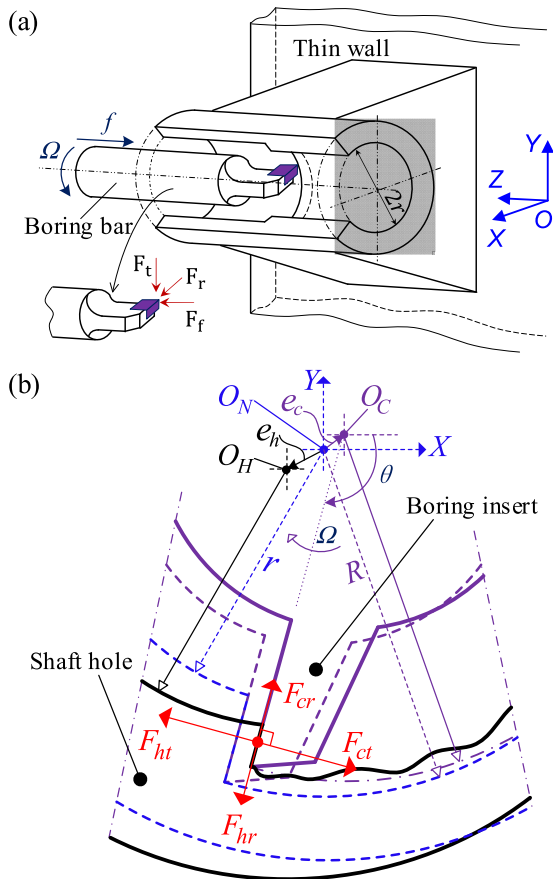 (a)
Thin wall
f
Ω
Boring bar
2r
Y
Z
O
X
Ft
Fr
Ff
(b)
Y
ON
ec
OC
eh
X
OH
θ
Boring insert
Ω
r
R
Shaft hole
Fcr
Fht
Fct
Fhr